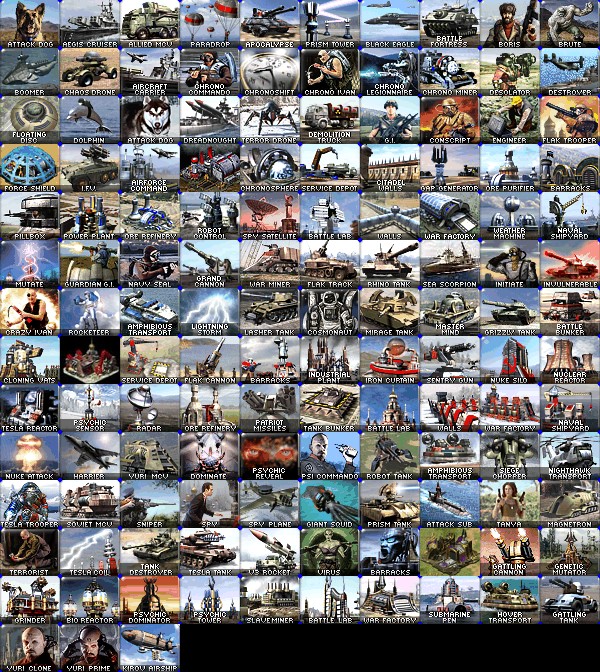 ATTACK DOG
AEGIS CRUISER
ALLIED MCV
PARADROP
APOCALYPSE
PRISM TOWER
BLACK EAGLE
BATTLE
FORTRESS
BORIS
BRUTE
BOOMER
CHAOS DRONE
AIRCRAFT
CARRIER
CHRONO
COMMANDO
CHRONOSHIFT
CHRONO IVAN
CHRONO
LEGIONNAIRE
CHRONO MINER
DESOLATOR
DESTROYER
FLOATING
DISC
DOLPHIN
ATTACK DOG
DREADNOUGHT
TERROR DRONE
DEMOLITION
TRUCK
G.I.
CONSCRIPT
ENGINEER
FLAK TROOPER
FORCE SHIELD
I.F.V.
AIRFORCE
COMMAND
CHRONOSPHERE
SERVICE DEPOT
CITADEL
WALLS
GAP GENERATOR
ORE PURIFIER
BARRACKS
PILLBOX
POWER PLANT
ORE REFINERY
ROBOT
CONTROL
SPY SATELLITE
BATTLE LAB
WALLS
WAR FACTORY
WEATHER
MACHINE
NAVAL
SHIPYARD
MUTATE
GUARDIAN G.I.
NAVY SEAL
GRAND
CANNON
WAR MINER
FLAK TRACK
RHINO TANK
SEA SCORPION
INITIATE
INVULNERABLE
CRAZY IVAN
ROCKETEER
AMPHIBIOUS
TRANSPORT
LIGHTNING
STORM
LASHER TANK
COSMONAUT
MIRAGE TANK
MASTER
MIND
GRIZZLY TANK
BATTLE
BUNKER
CLONING VATS
SERVICE DEPOT
FLAK CANNON
BARRACKS
INDUSTRIAL
PLANT
IRON CURTAIN
SENTRY GUN
NUKE SILO
NUCLEAR
REACTOR
TESLA REACTOR
PSYCHIC
SENSOR
RADAR
ORE REFINERY
PATRIOT
MISSILES
TANK BUNKER
BATTLE LAB
WALLS
WAR FACTORY
NAVAL
SHIPYARD
NUKE ATTACK
HARRIER
YURI MCV
DOMINATE
PSYCHIC
REVEAL
PSI COMMANDO
ROBOT TANK
AMPHIBIOUS
TRANSPORT
SIEGE
CHOPPER
NIGHTHAWK
TRANSPORT
TESLA TROOPER
SOVIET MCV
SNIPER
SPY
SPY PLANE
GIANT SQUID
PRISM TANK
ATTACK SUB
TANYA
MAGNETRON
TERRORIST
TESLA COIL
TANK
DESTROYER
TESLA TANK
V3 ROCKET
VIRUS
BARRACKS
GATTLING
CANNON
GENETIC
MUTATOR
GRINDER
BIO REACTOR
PSYCHIC
DOMINATOR
PSYCHIC
TOWER
SLAVE MINER
BATTLE LAB
WAR FACTORY
SUBMARINE
PEN
HOVER
TRANSPORT
GATTLING
TANK
YURI CLONE
YURI PRIME
KIROV AIRSHIP